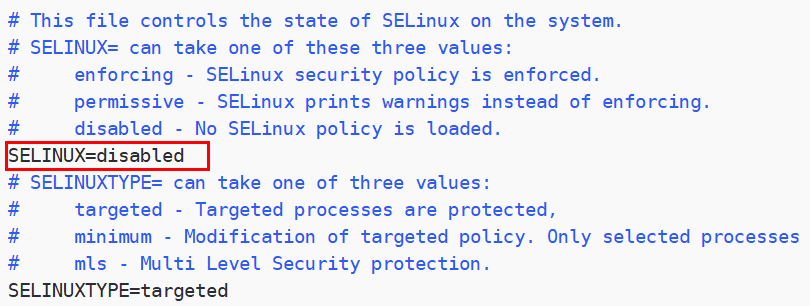 # This file controls the state of SELinux on the system.
# SELINUX= can take one of these three values:
#     enforcing - SELinux security policy is enforced.
#     permissive - SELinux prints warnings instead of enforcing.
#     disabled - No SELinux policy is loaded.
SELINUX=disabled
# SELINUXTYPE= can take one of three values:
#     targeted - Targeted processes are protected,
#     minimum - Modification of targeted policy. Only selected processes
#     mls - Multi Level Security protection.
SELINUXTYPE=targeted